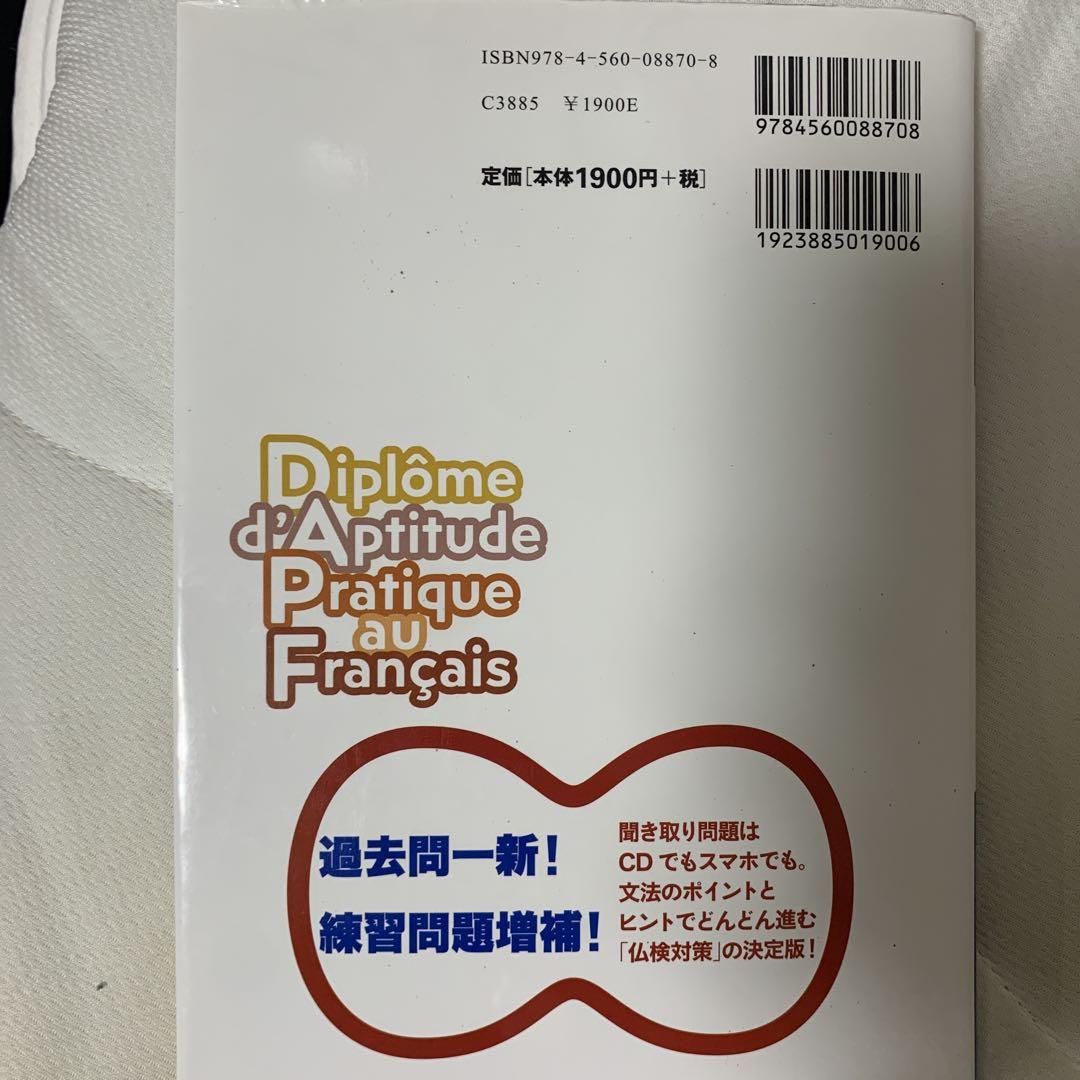 ISBN978-4-560-08870-8
C3885 ¥1900E
9784560088708
定価[本体1900円+税]
1923885019006
Diplôme
d'Aptitude
Pratique
au
Français
過去問一新!
練習問題増補!
聞き取り問題は
CDでもスマホでも。
文法のポイントと
ヒントでどんどん進む
「仏検対策」の決定版!